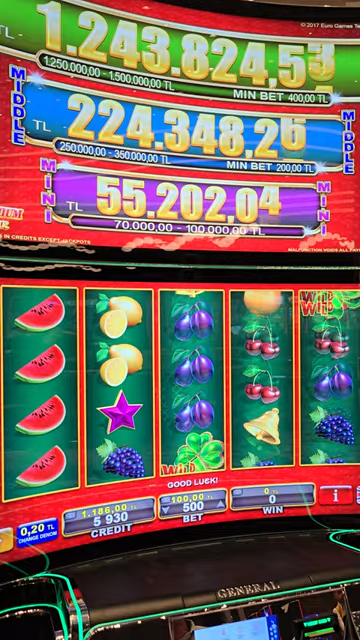 © 2017 Euro Games Te
TL 1.243.824,53
1.250.000,00 - 1.500.000,00 TL
MIN BET 400,00 TL
MIDDLE
TL 224.348,26
MIDDLE
250.000,00 - 350.000,00 TL
MIN BET 200,00 TL
MINI
TL 55.202,04
MINI
70.000,00 - 100.000,00 TL
S IN CREDITS EXCEPT JACKPOTS
MALFUNCTION VOIDS ALL PAY
WILD
WILD
GOOD LUCK!
0,20 TL
CHANGE DENOM
1.186,00
5 930
CREDIT
100,00 TL
500
BET
0
0
WIN
i
GENERAL